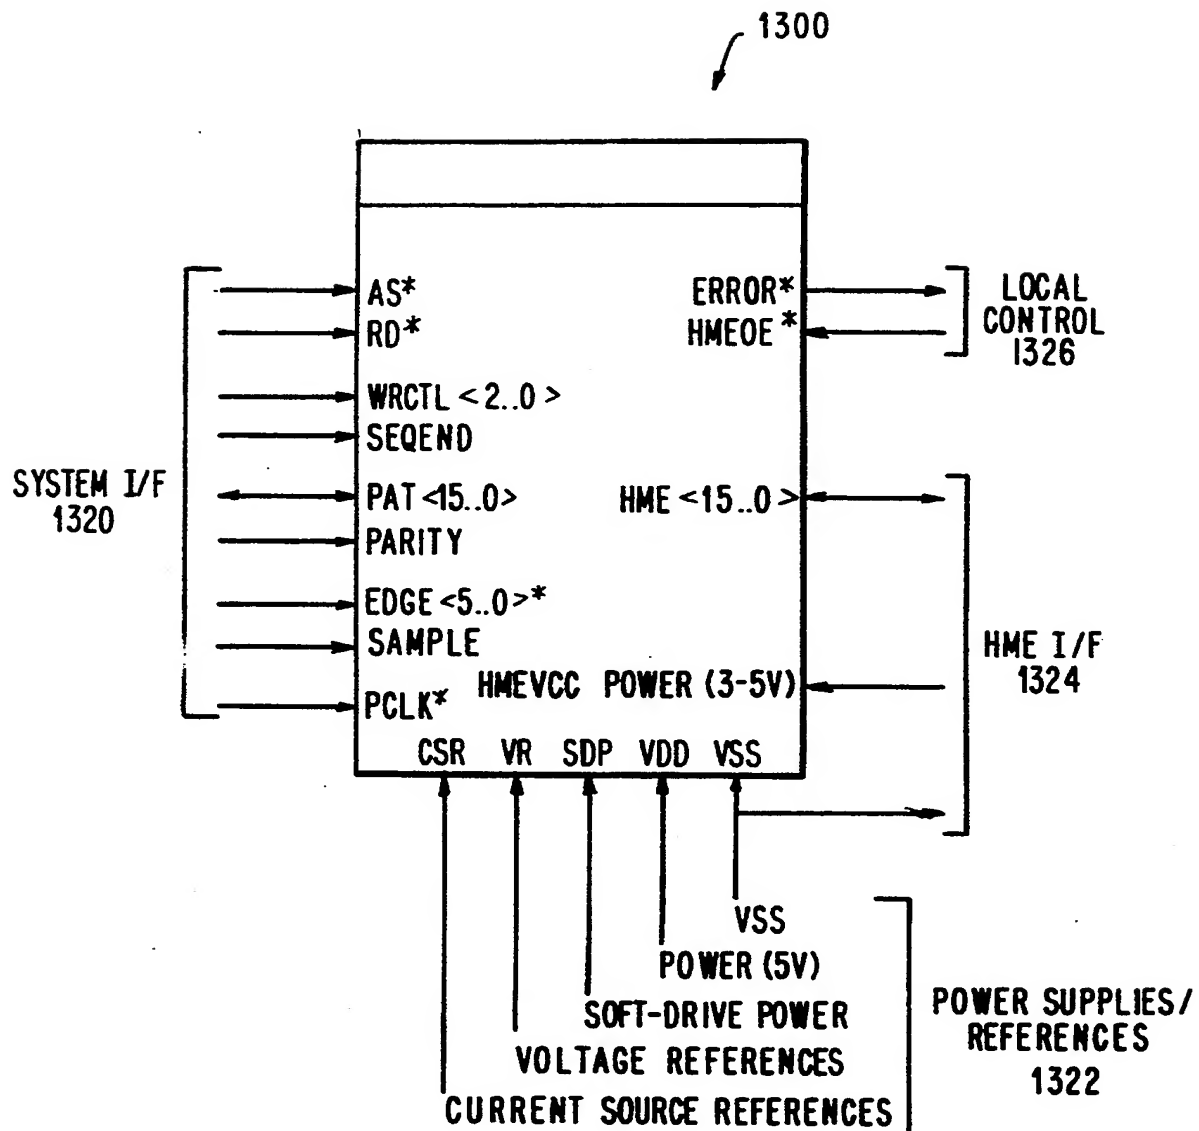 1300
AS*
RD*
WRCTL <2..0>
SEQEND
PAT <15..0>
PARITY
EDGE <5..0>*
SAMPLE
PCLK*
ERROR*
HMEOE*
HME <15..0>
HMEVCC POWER (3-5V)
CSR VR SDP VDD VSS
SYSTEM I/F
1320
LOCAL
CONTROL
1326
HME I/F
1324
VSS
POWER (5V)
SOFT-DRIVE POWER
VOLTAGE REFERENCES
CURRENT SOURCE REFERENCES
POWER SUPPLIES/
REFERENCES
1322